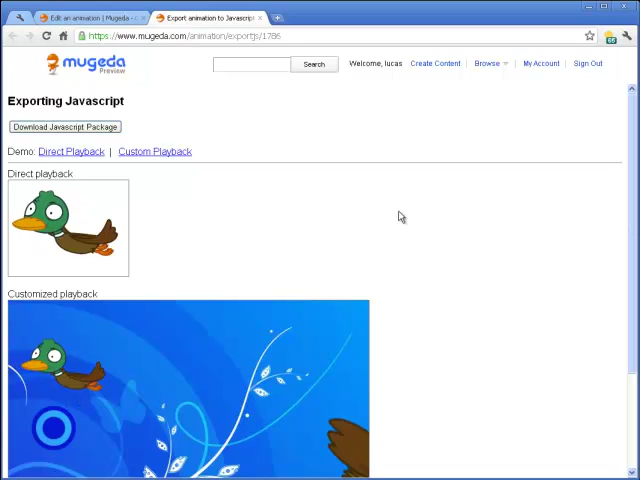 Edit an animation | Mugeda - 
Export animation to Javascript
https://www.mugeda.com/animation/exportjs/1786
mugeda
Preview
Search
Welcome, lucas
Create Content
Browse
My Account
Sign Out
Exporting Javascript
Download Javascript Package
Demo: Direct Playback | Custom Playback
Direct playback
Customized playback